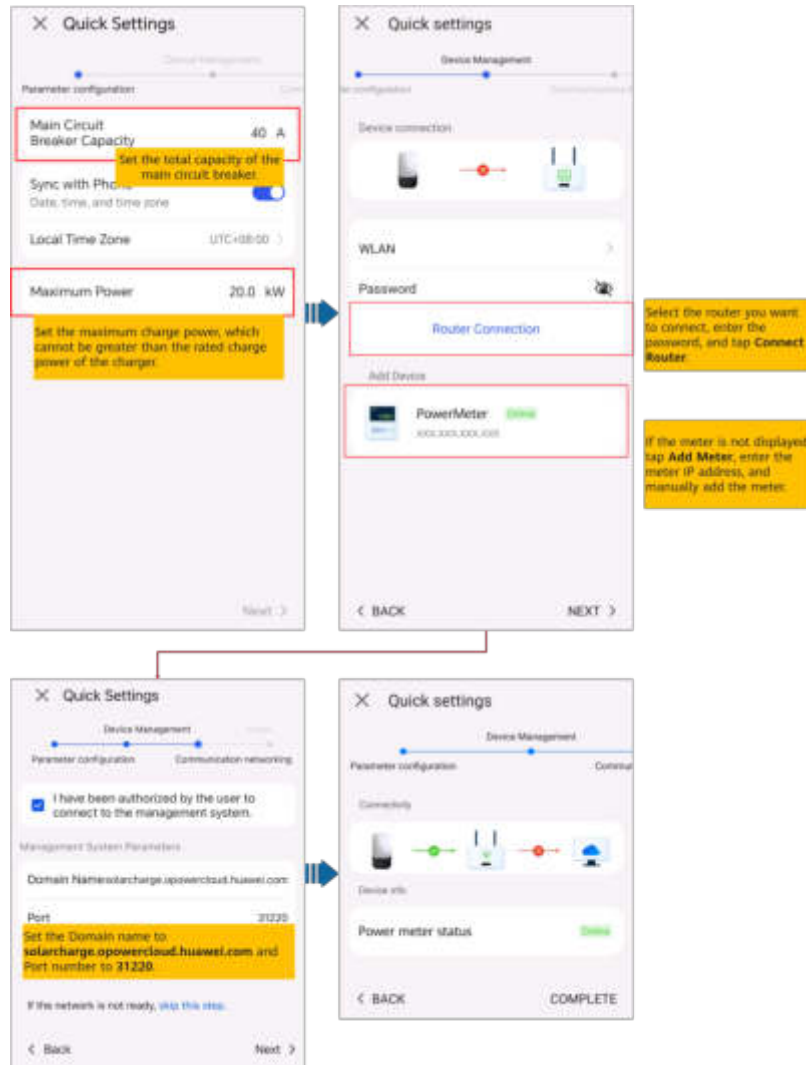 Quick Settings
Device Management
Parameter configuration
Main Circuit
Breaker Capacity
40 A
Set the total capacity of the
main circuit breaker.
Sync with Phone
Date, time, and time zone
Local Time Zone
UTC+08:00
Maximum Power
20.0 kW
Set the maximum charge power, which
cannot be greater than the rated charge
power of the charger.
Next >
Quick settings
Device Management
Device connection
WLAN
Password
Router Connection
Add Device
PowerMeter
Online
XXX.XXX.XXX.XXX
< BACK
NEXT >
Select the router you want
to connect, enter the
password, and tap Connect
Router.
If the meter is not displayed
tap Add Meter, enter the
meter IP address, and
manually add the meter.
Quick Settings
Device Management
Parameter configuration
Communication networking
I have been authorized by the user to
connect to the management system.
Management System Parameters
Domain Name solarcharge.opowercloud.huawei.com
Port
31220
Set the Domain name to
solarcharge.opowercloud.huawei.com and
Port number to 31220.
If the network is not ready, skip this step.
< Back
Next >
Quick settings
Device Management
Parameter configuration
Commun
Connectivity
Device info
Power meter status
Online
< BACK
COMPLETE